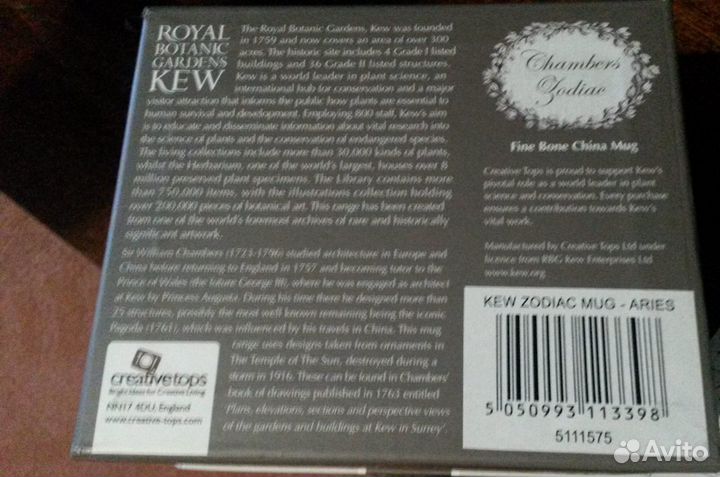 ROYAL
BOTANIC
GARDENS
KEW
The Royal Botanic Gardens, Kew was founded
in 1759 and now covers an area of over 300
acres. The historic site includes 4 Grade I listed
buildings and 36 Grade II listed structures.
Kew is a world leader in plant science, an
international hub for conservation and a major
visitor attraction that informs the public how plants are essential to
human survival and development. Employing 800 staff, Kew's aim
is to educate and disseminate information about vital research into
the science of plants and the conservation of endangered species.
The living collections include more than 30,000 kinds of plants
whilst the Herbarium, one of the world's largest, houses over 8
million preserved plant specimens. The Library contains more
than 750,000 items, with the illustrations collection holding
over 200,000 pieces of botanical art. This range has been created
from one of the world's foremost archives of rare and historically
significant artwork.
Sir William Chambers (1723-1796) studied architecture in Europe and
China before returning to England in 1757 and becoming tutor to the
Prince of Wales (the future George III), where he was engaged as architect
at Kew by Princess Augusta. During his time there he designed more than
25 structures, possibly the most well known remaining being the iconic
Pagoda (1761), which was influenced by his travels in China. This mug
range uses designs taken from ornaments in
The Temple of The Sun, destroyed during a
storm in 1916. These can be found in Chambers'
book of drawings published in 1763 entitled
'Plans, elevations, sections and perspective views
of the gardens and buildings at Kew in Surrey'.
creativetops
Bright Ideas for Creative Living
NN17 4DU, England
www.creative-tops.com
Chambers
Zodiac
Fine Bone China Mug
Creative Tops is proud to support Kew's
pivotal role as a world leader in plant
science and conservation. Every purchase
ensures a contribution towards Kew's
vital work.
Manufactured by Creative Tops Ltd under
licence from RBG Kew Enterprises Ltd
www.kew.org
KEW ZODIAC MUG - ARIES
5 050993 113398
5111575
Avito